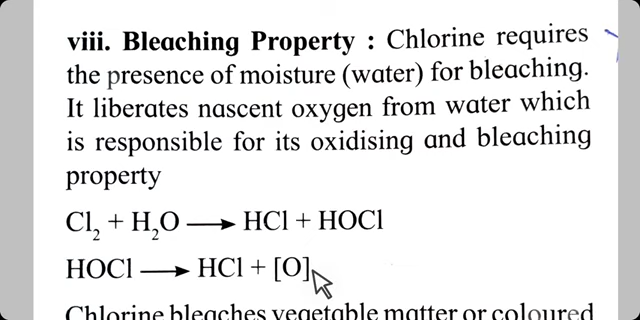 viii. Bleaching Property : Chlorine requires
the presence of moisture (water) for bleaching.
It liberates nascent oxygen from water which
is responsible for its oxidising and bleaching
property
Cl₂ + H₂O ⟶ HCl + HOCl
HOCl ⟶ HCl + [O]
Chlorine bleaches vegetable matter or coloured